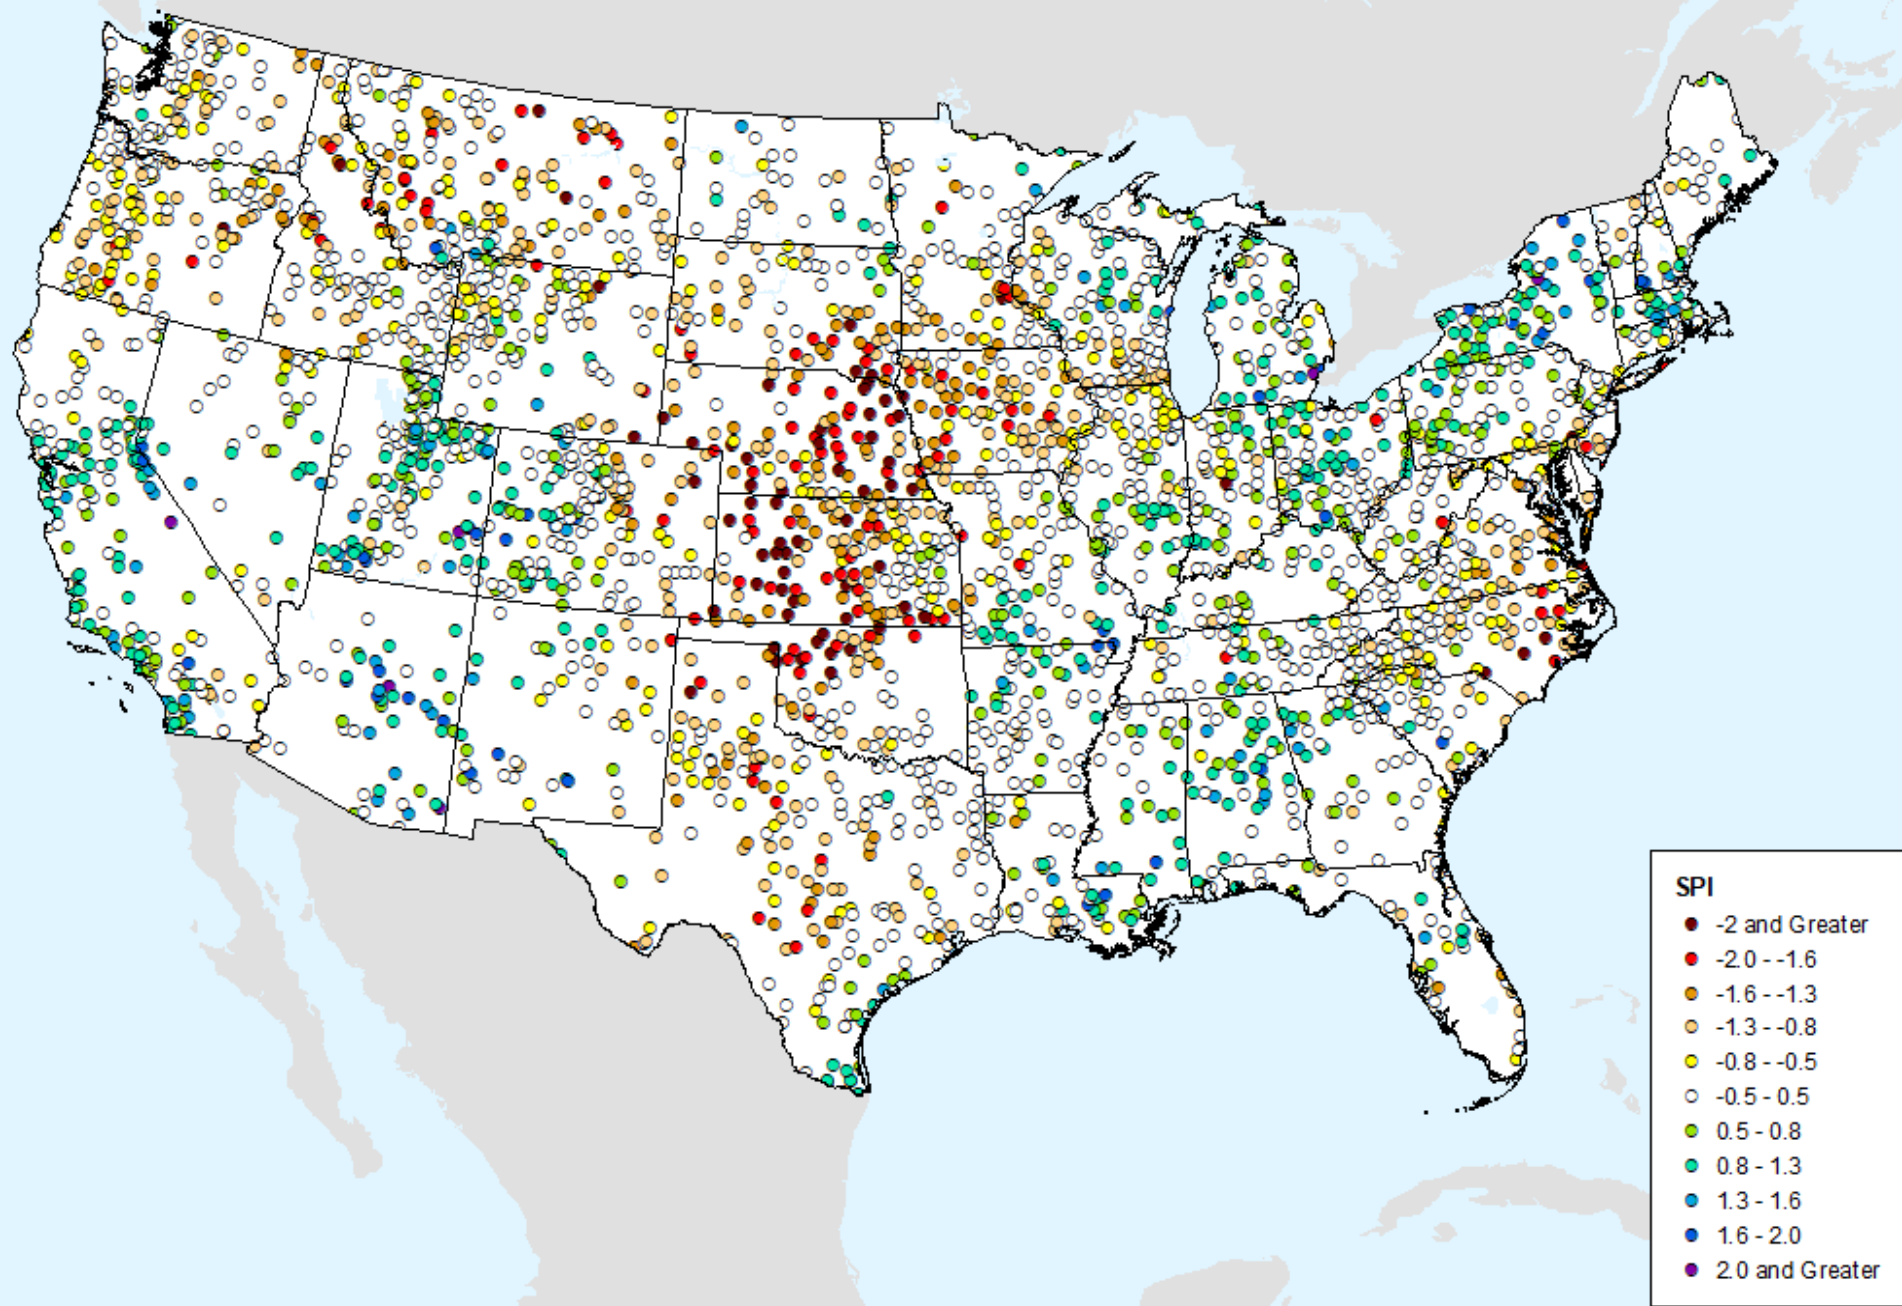 SPI
-2 and Greater
-2.0 - -1.6
-1.6 - -1.3
-1.3 - -0.8
-0.8 - -0.5
-0.5 - 0.5
0.5 - 0.8
0.8 - 1.3
1.3 - 1.6
1.6 - 2.0
2.0 and Greater